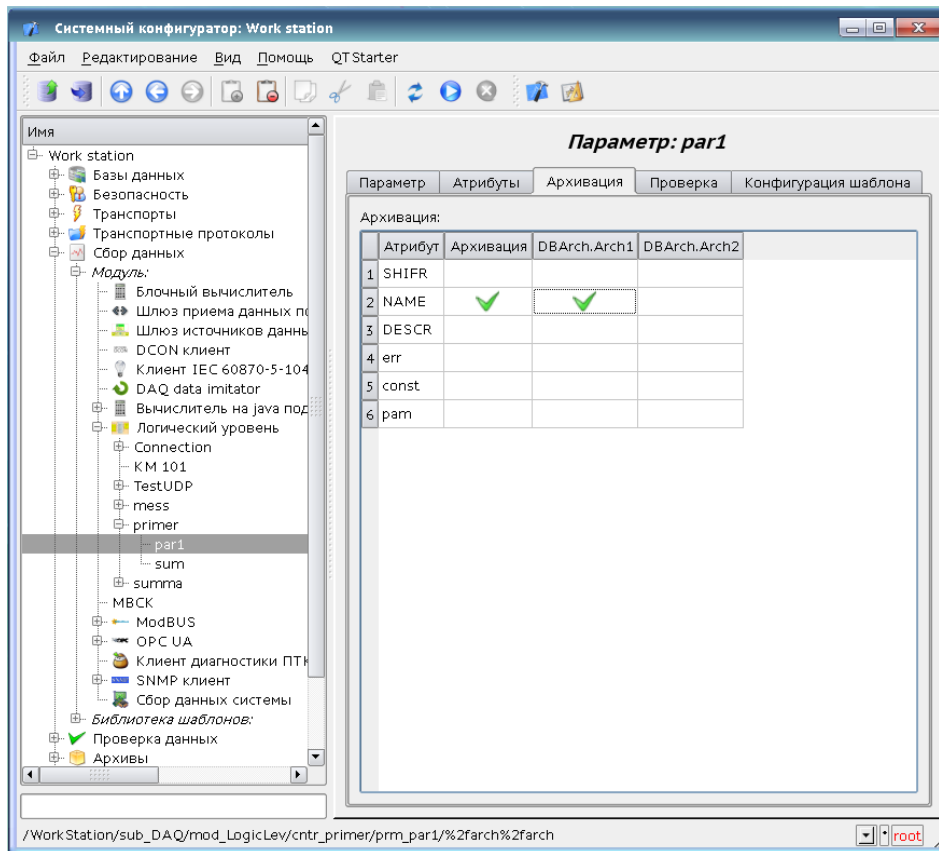 Системный конфигуратор: Work station
Файл Редактирование Вид Помощь QTStarter
Имя
Work station
Базы данных
Безопасность
Транспорты
Транспортные протоколы
Сбор данных
Модуль:
Блочный вычислитель
Шлюз приема данных по
Шлюз источников данны
DCON клиент
Клиент IEC 60870-5-104
DAQ data imitator
Вычислитель на java под
Логический уровень
Connection
КМ 101
TestUDP
mess
primer
par1
sum
summa
МВСК
ModBUS
OPC UA
Клиент диагностики ПТК
SNMP клиент
Сбор данных системы
Библиотека шаблонов:
Проверка данных
Архивы
Параметр: par1
Параметр Атрибуты Архивация Проверка Конфигурация шаблона
Архивация:
Атрибут Архивация DBArch.Arch1 DBArch.Arch2
1 SHIFR
2 NAME
3 DESCR
4 err
5 const
6 pam
/WorkStation/sub_DAQ/mod_LogicLev/cntr_primer/prm_par1/%2farch%2farch
root